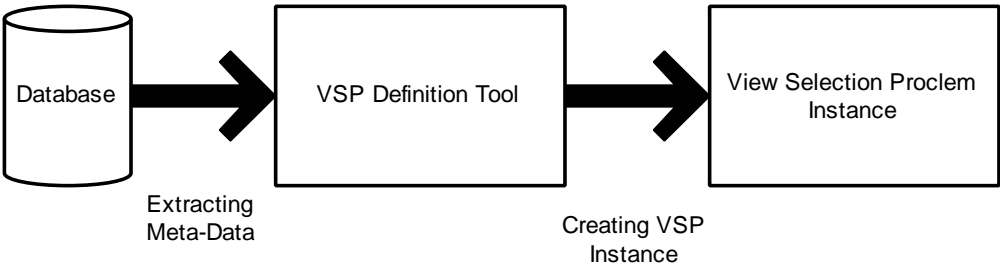 Database
VSP Definition Tool
View Selection Proclem
Instance
Extracting
Meta-Data
Creating VSP
Instance